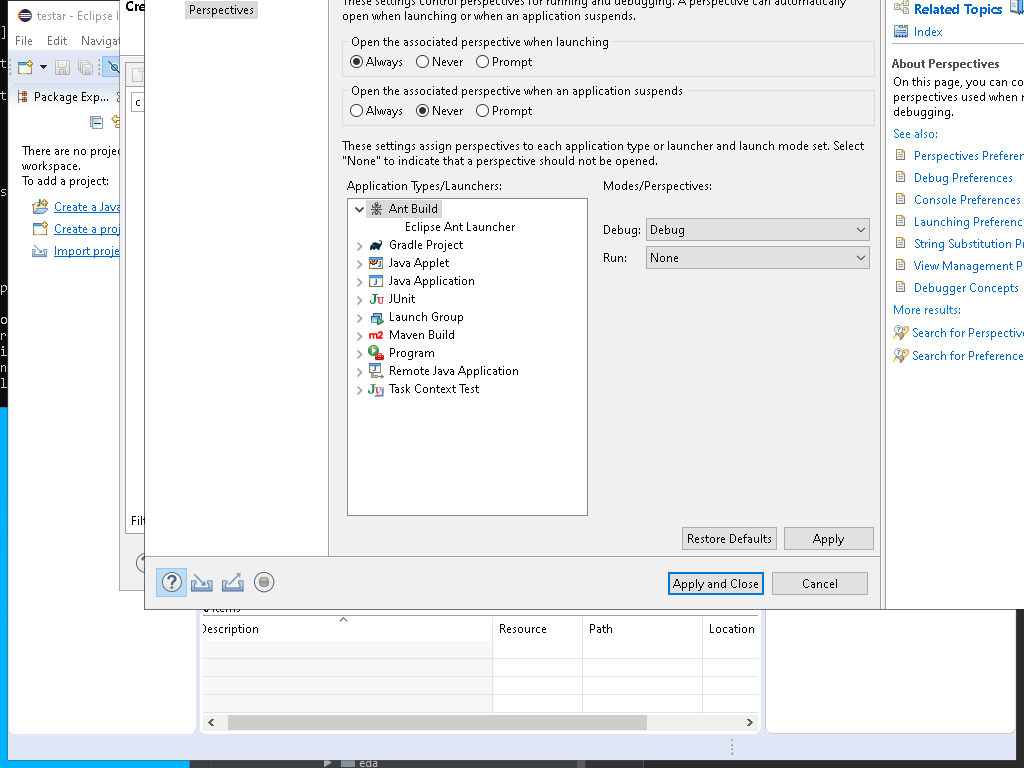 testar - Eclipse I
File Edit Navigat
Package Exp...
There are no proje
workspace.
To add a project:
Create a Java
Create a proj
Import proje
Cre
c
Filt
Perspectives
These settings control perspectives for running and debugging. A perspective can automatically
open when launching or when an application suspends.
Open the associated perspective when launching
Always Never Prompt
Open the associated perspective when an application suspends
Always Never Prompt
These settings assign perspectives to each application type or launcher and launch mode set. Select
"None" to indicate that a perspective should not be opened.
Application Types/Launchers:
Ant Build
Eclipse Ant Launcher
Gradle Project
Java Applet
Java Application
JUnit
Launch Group
Maven Build
Program
Remote Java Application
Task Context Test
Modes/Perspectives:
Debug: Debug
Run: None
Restore Defaults Apply
Apply and Close Cancel
Related Topics
Index
About Perspectives
On this page, you can co
perspectives used when r
debugging.
See also:
Perspectives Preferen
Debug Preferences
Console Preferences
Launching Preferenc
String Substitution Pr
View Management P
Debugger Concepts
More results:
Search for Perspective
Search for Preference
items
Description Resource Path Location
eda